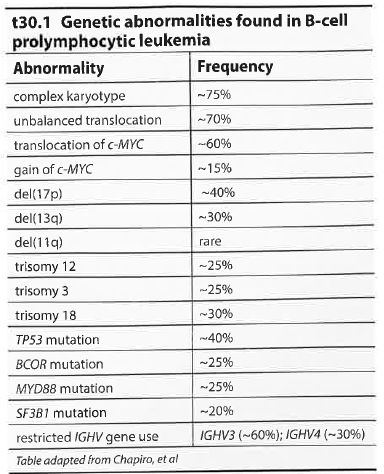 t30.1 Genetic abnormalities found in B-cell
prolymphocytic leukemia
Abnormality Frequency
complex karyotype ~75%
unbalanced translocation ~70%
translocation of c-MYC ~60%
gain of c-MYC ~15%
del(17p) ~40%
del(13q) ~30%
del(11q) rare
trisomy 12 ~25%
trisomy 3 ~25%
trisomy 18 ~30%
TP53 mutation ~40%
BCOR mutation ~25%
MYD88 mutation ~25%
SF3B1 mutation ~20%
restricted IGHV gene use IGHV3 (~60%); IGHV4 (~30%)
Table adapted from Chapiro, et al